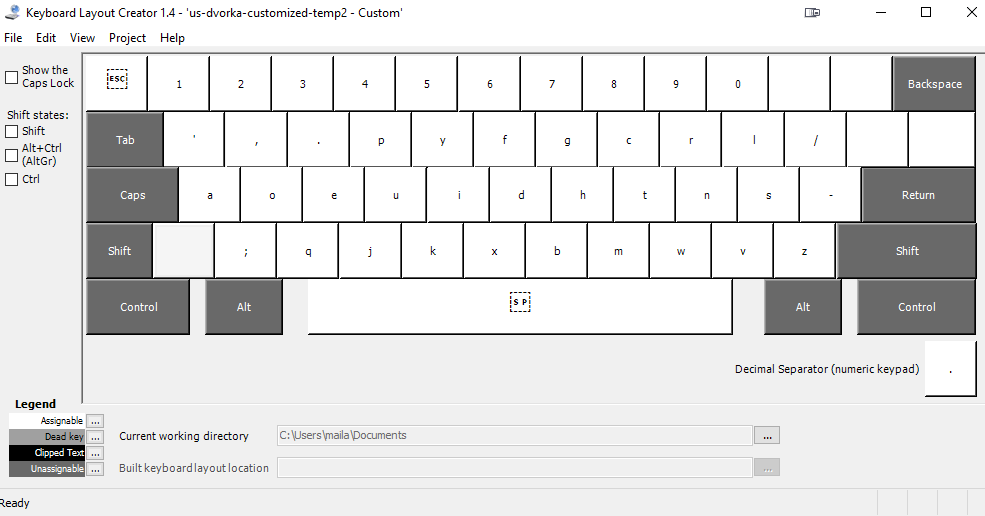 Keyboard Layout Creator 1.4 - 'us-dvorka-customized-temp2 - Custom'
File Edit View Project Help
Show the
Caps Lock
Shift states:
Shift
Alt+Ctrl
(AltGr)
Ctrl
ESC 1 2 3 4 5 6 7 8 9 0 Backspace
Tab ' , . p y f g c r l /
Caps a o e u i d h t n s - Return
Shift ; q j k x b m w v z Shift
Control Alt S P Alt Control
Decimal Separator (numeric keypad) .
Legend
Assignable ...
Dead key ...
Clipped Text ...
Unassignable ...
Current working directory C:\Users\maila\Documents ...
Built keyboard layout location ...
Ready